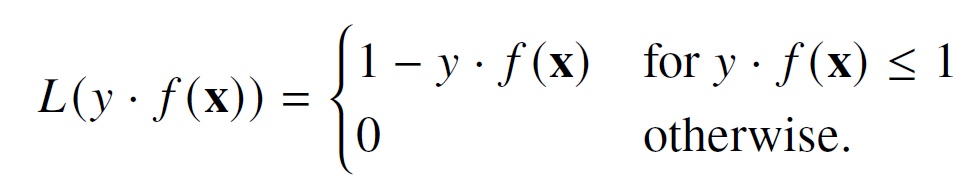 L(y · f(𝐱)) = { 1 − y · f(𝐱) for y · f(𝐱) ≤ 1
0 otherwise.